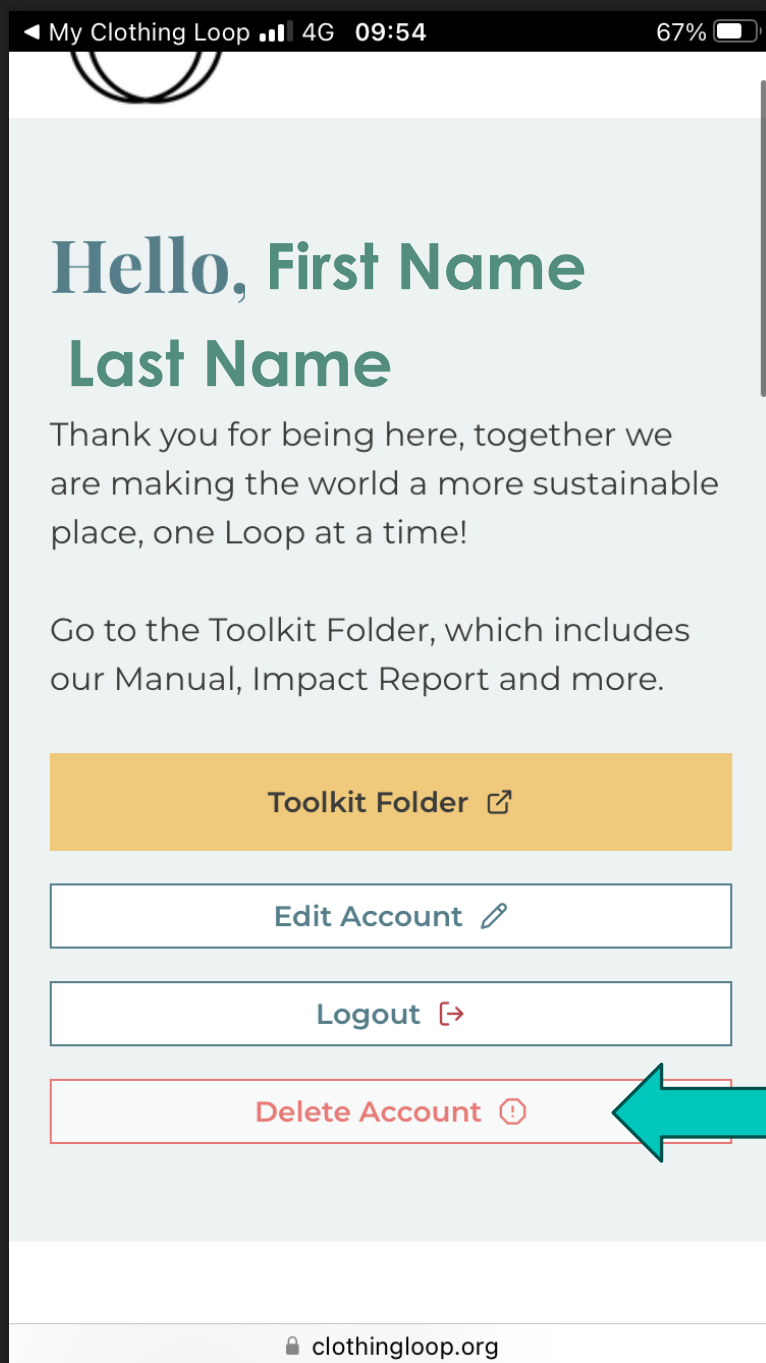 My Clothing Loop 4G 09:54 67%
Hello, First Name
Last Name
Thank you for being here, together we
are making the world a more sustainable
place, one Loop at a time!
Go to the Toolkit Folder, which includes
our Manual, Impact Report and more.
Toolkit Folder
Edit Account
Logout
Delete Account
clothingloop.org